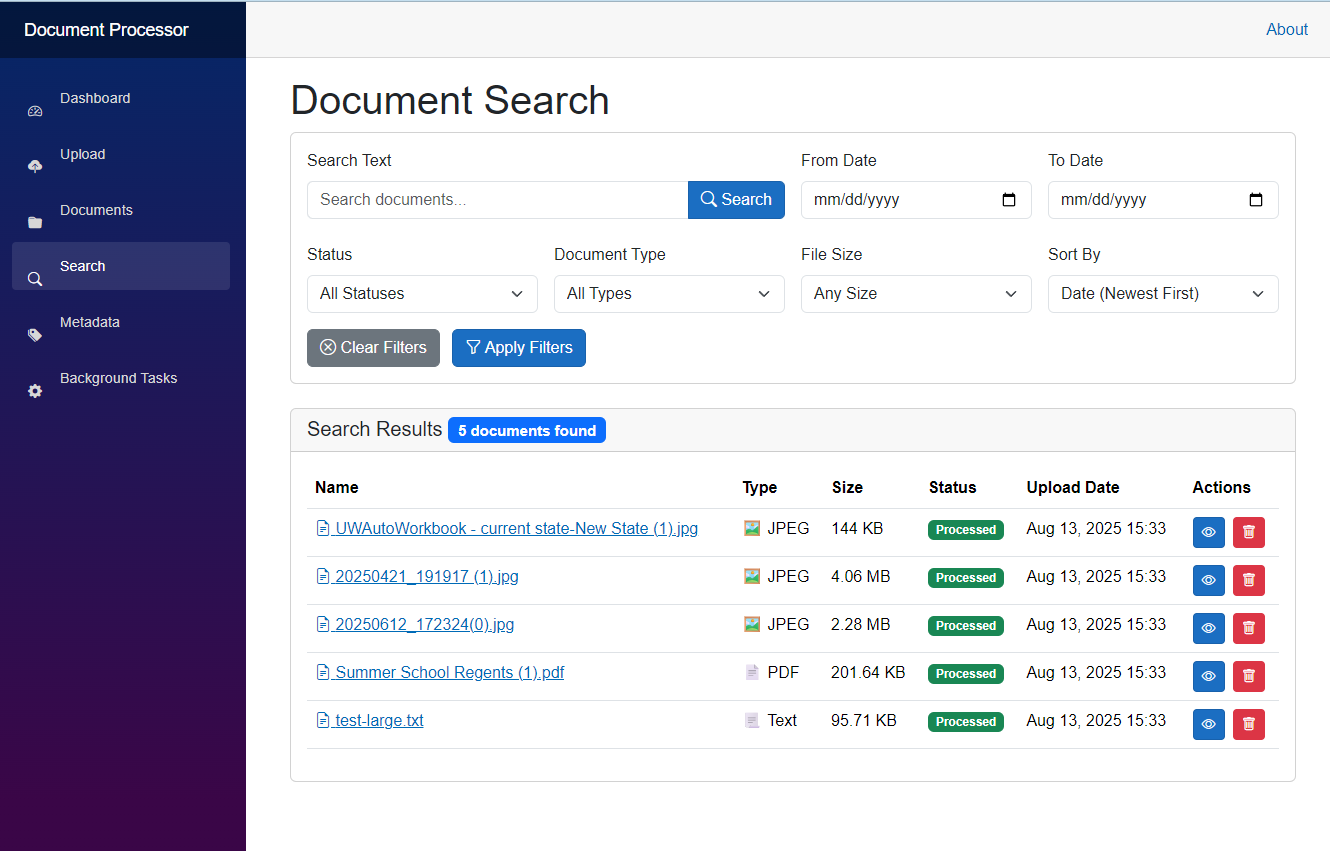 Document Processor
About
Dashboard
Upload
Documents
Search
Metadata
Background Tasks
Document Search
Search Text
From Date
To Date
Search documents...
Search
mm/dd/yyyy
mm/dd/yyyy
Status
Document Type
File Size
Sort By
All Statuses
All Types
Any Size
Date (Newest First)
Clear Filters
Apply Filters
Search Results 5 documents found
Name Type Size Status Upload Date Actions
UWAutoWorkbook - current state-New State (1).jpg JPEG 144 KB Processed Aug 13, 2025 15:33
20250421_191917 (1).jpg JPEG 4.06 MB Processed Aug 13, 2025 15:33
20250612_172324(0).jpg JPEG 2.28 MB Processed Aug 13, 2025 15:33
Summer School Regents (1).pdf PDF 201.64 KB Processed Aug 13, 2025 15:33
test-large.txt Text 95.71 KB Processed Aug 13, 2025 15:33